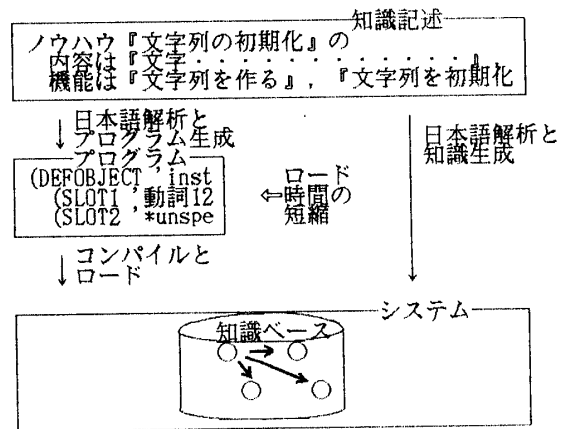 知識記述
ノウハウ『文字列の初期化』の
内容は『文字・・・・・・・・・・・・』,
機能は『文字列を作る』,『文字列を初期化
日本語解析と
プログラム生成
日本語解析と
知識生成
プログラム
(DEFOBJECT 'inst
(SLOT1 '動詞12
(SLOT2 '*unspe
ロード
⇦時間の
短縮
コンパイルと
ロード
システム
知識ベース